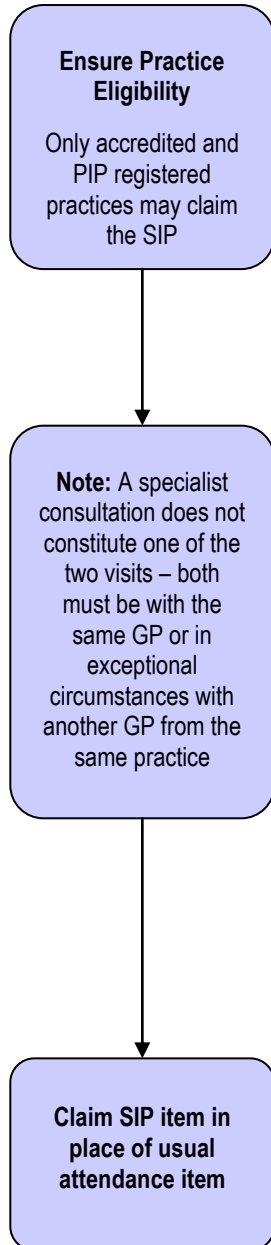 Ensure Practice
Eligibility
Only accredited and
PIP registered
practices may claim
the SIP
Note: A specialist
consultation does not
constitute one of the
two visits – both
must be with the
same GP or in
exceptional
circumstances with
another GP from the
same practice
Claim SIP item in
place of usual
attendance item